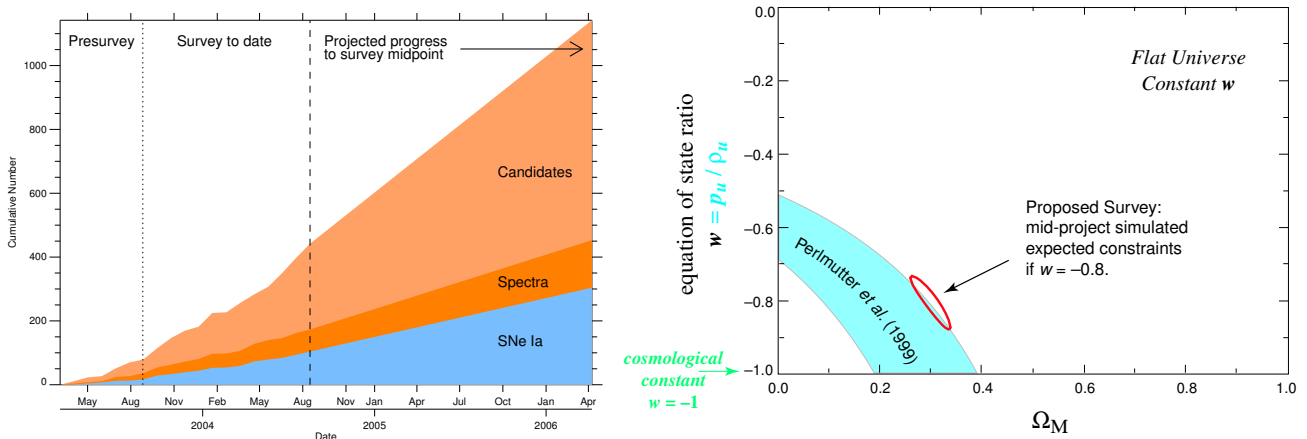 Presurvey
Survey to date
Projected progress
to survey midpoint
Candidates
Spectra
SNe Ia
Cumulative Number
1000
800
600
400
200
0
May Aug Nov Feb May Aug Nov Jan Apr Jul Oct Jan Apr
2004 2005 2006
Date
equation of state ratio
w = pu / ρu
cosmological
constant
w = −1
0.0
−0.2
−0.4
−0.6
−0.8
−1.0
Flat Universe
Constant w
Proposed Survey:
mid-project simulated
expected constraints
if w = −0.8.
Perlmutter et al. (1999)
0.0 0.2 0.4 0.6 0.8 1.0
ΩM